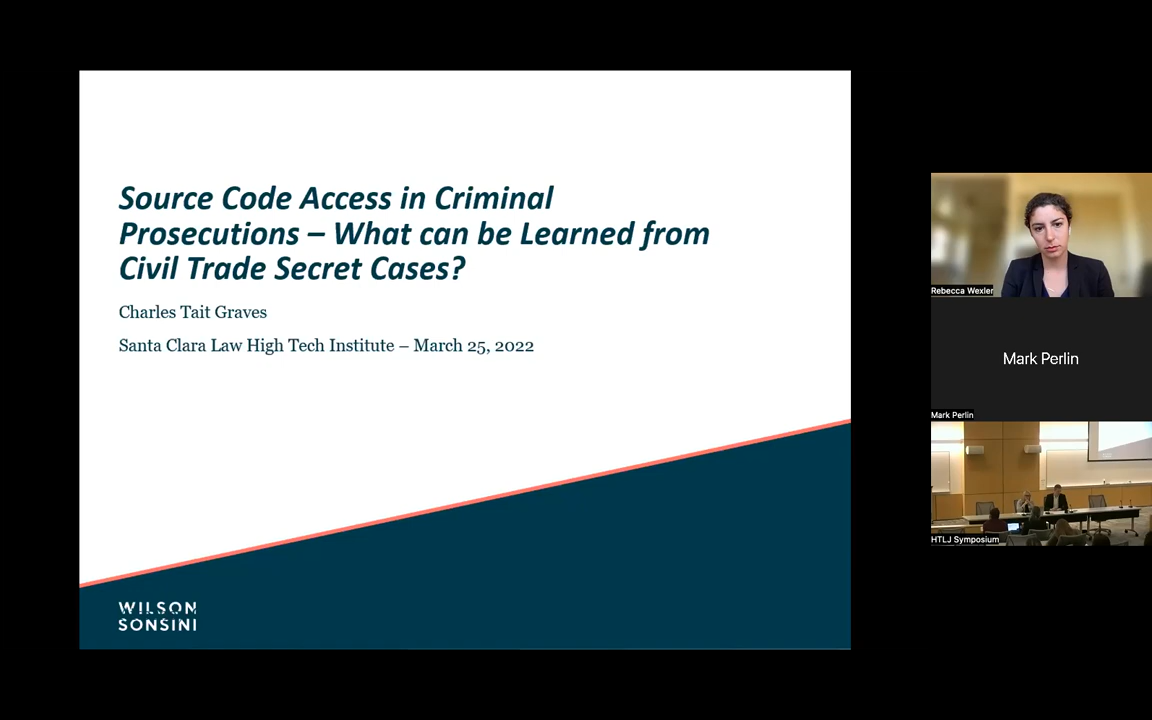 Source Code Access in Criminal
Prosecutions – What can be Learned from
Civil Trade Secret Cases?
Charles Tait Graves
Santa Clara Law High Tech Institute – March 25, 2022
WILSON
SONSINI
Rebecca Wexler
Mark Perlin
Mark Perlin
HTLJ Symposium